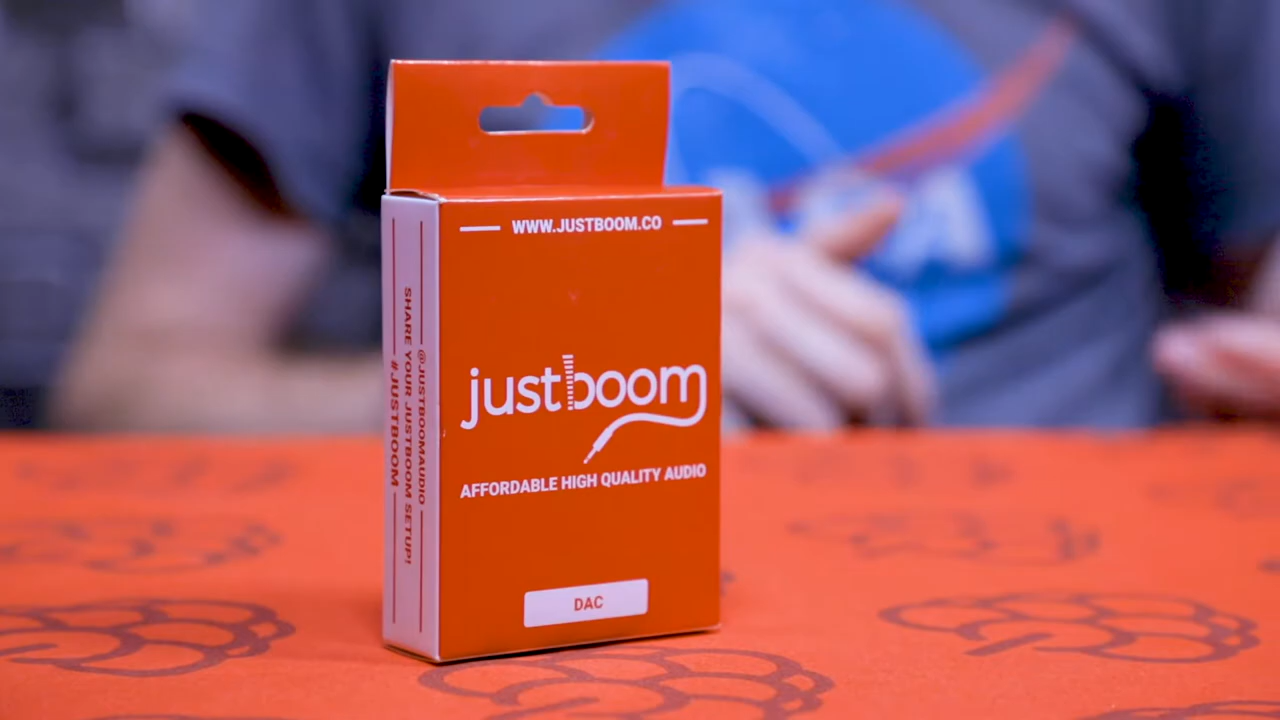 WWW.JUSTBOOM.CO
justboom
AFFORDABLE HIGH QUALITY AUDIO
DAC
@JUSTBOOMAUDIO
SHARE YOUR JUSTBOOM SETUP!
#JUSTBOOM